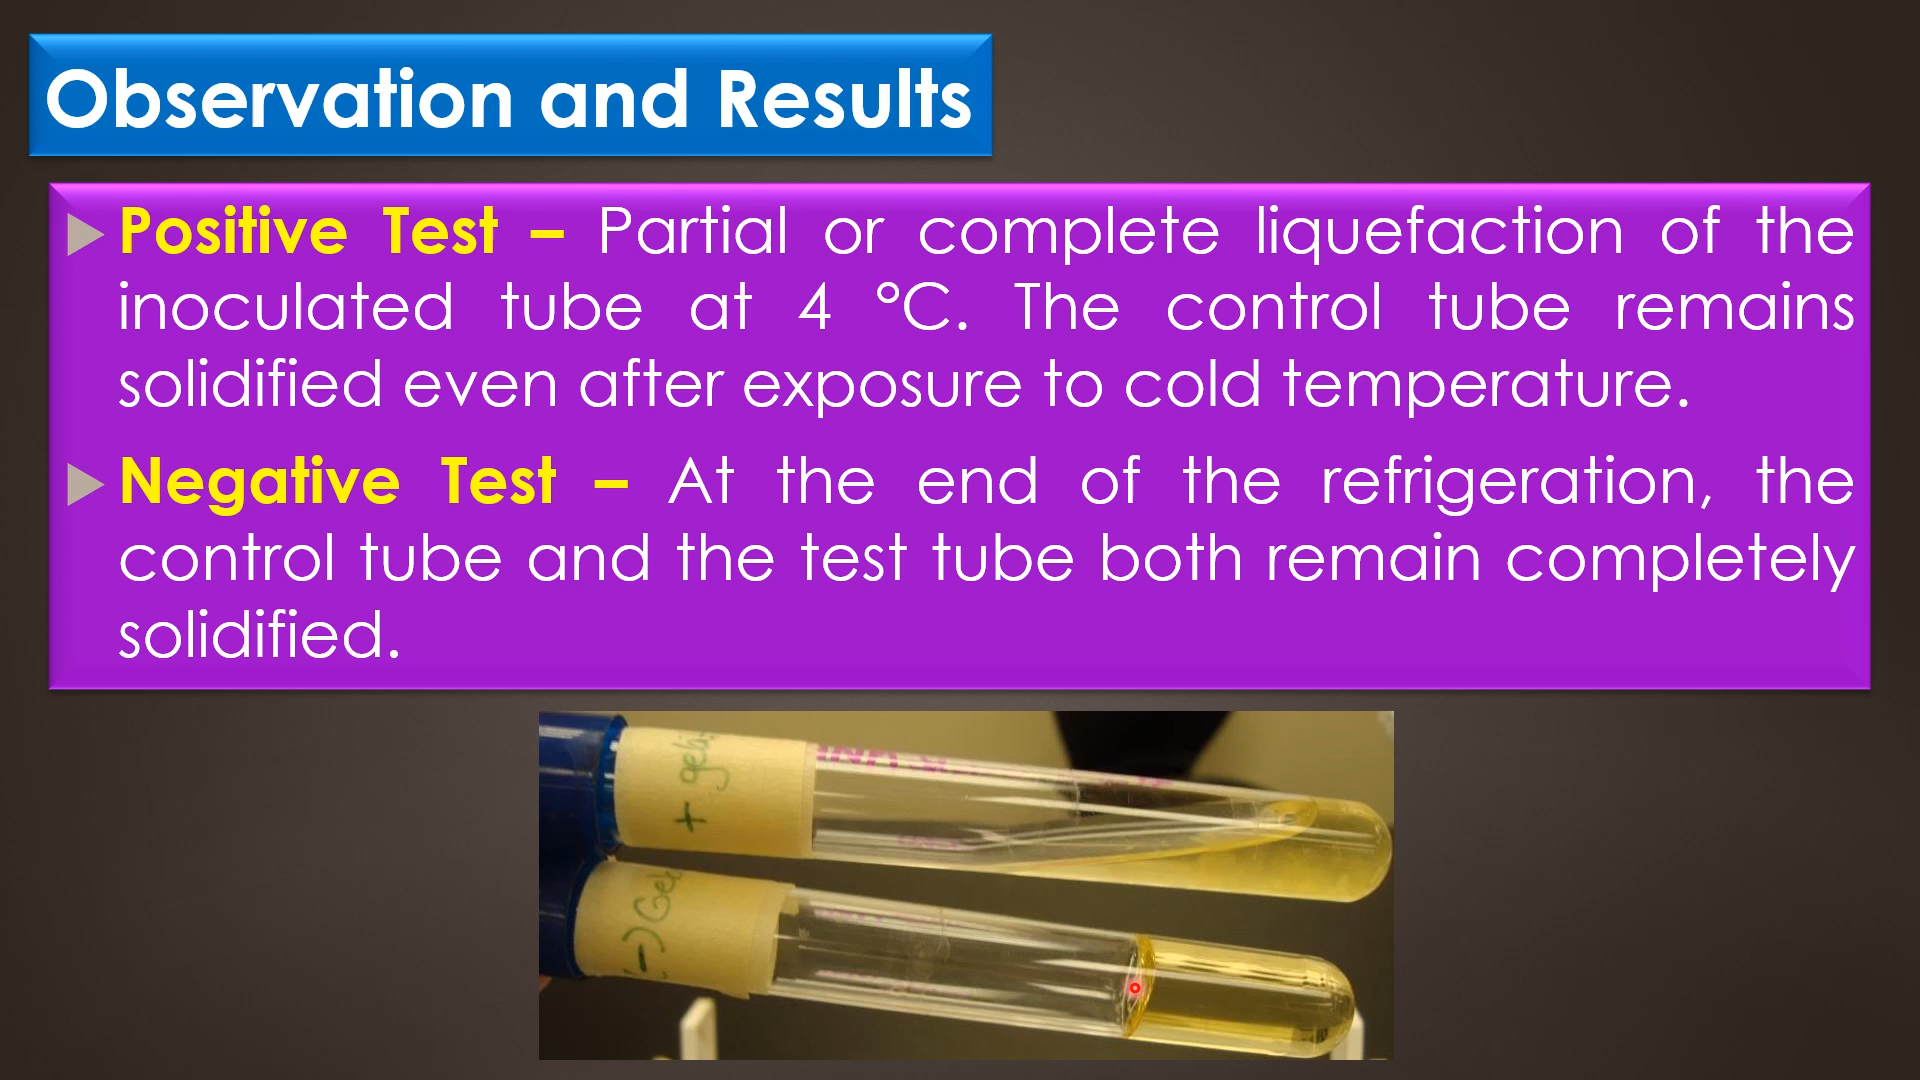 Observation and Results
Positive Test – Partial or complete liquefaction of the
inoculated tube at 4 °C. The control tube remains
solidified even after exposure to cold temperature.
Negative Test – At the end of the refrigeration, the
control tube and the test tube both remain completely
solidified.
+ gel
(-) Gel